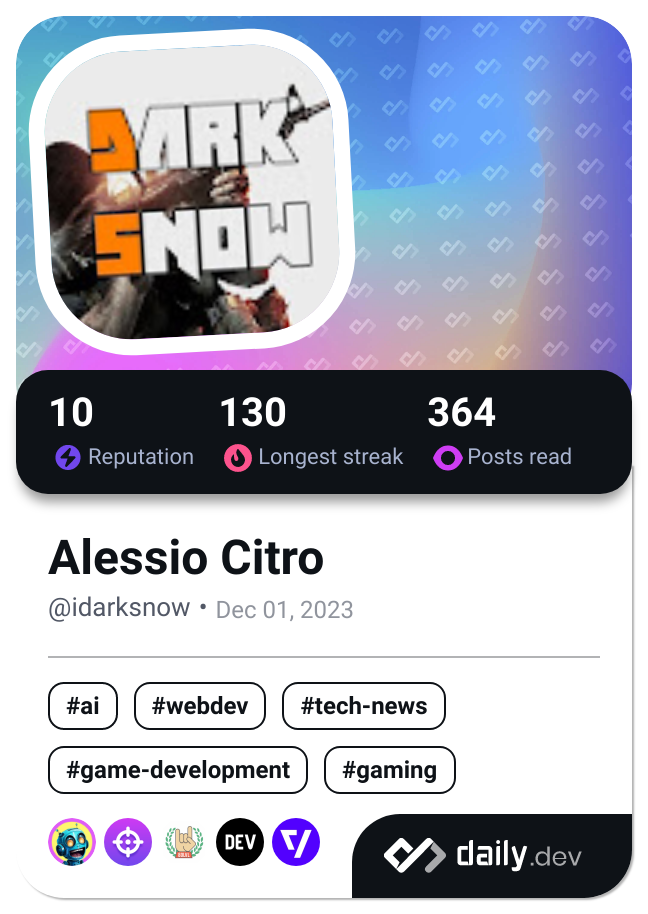 DARK
SNOW
10 130 364
Reputation Longest streak Posts read
Alessio Citro
@idarksnow • Dec 01, 2023
#ai #webdev #tech-news
#game-development #gaming
DEV
daily.dev